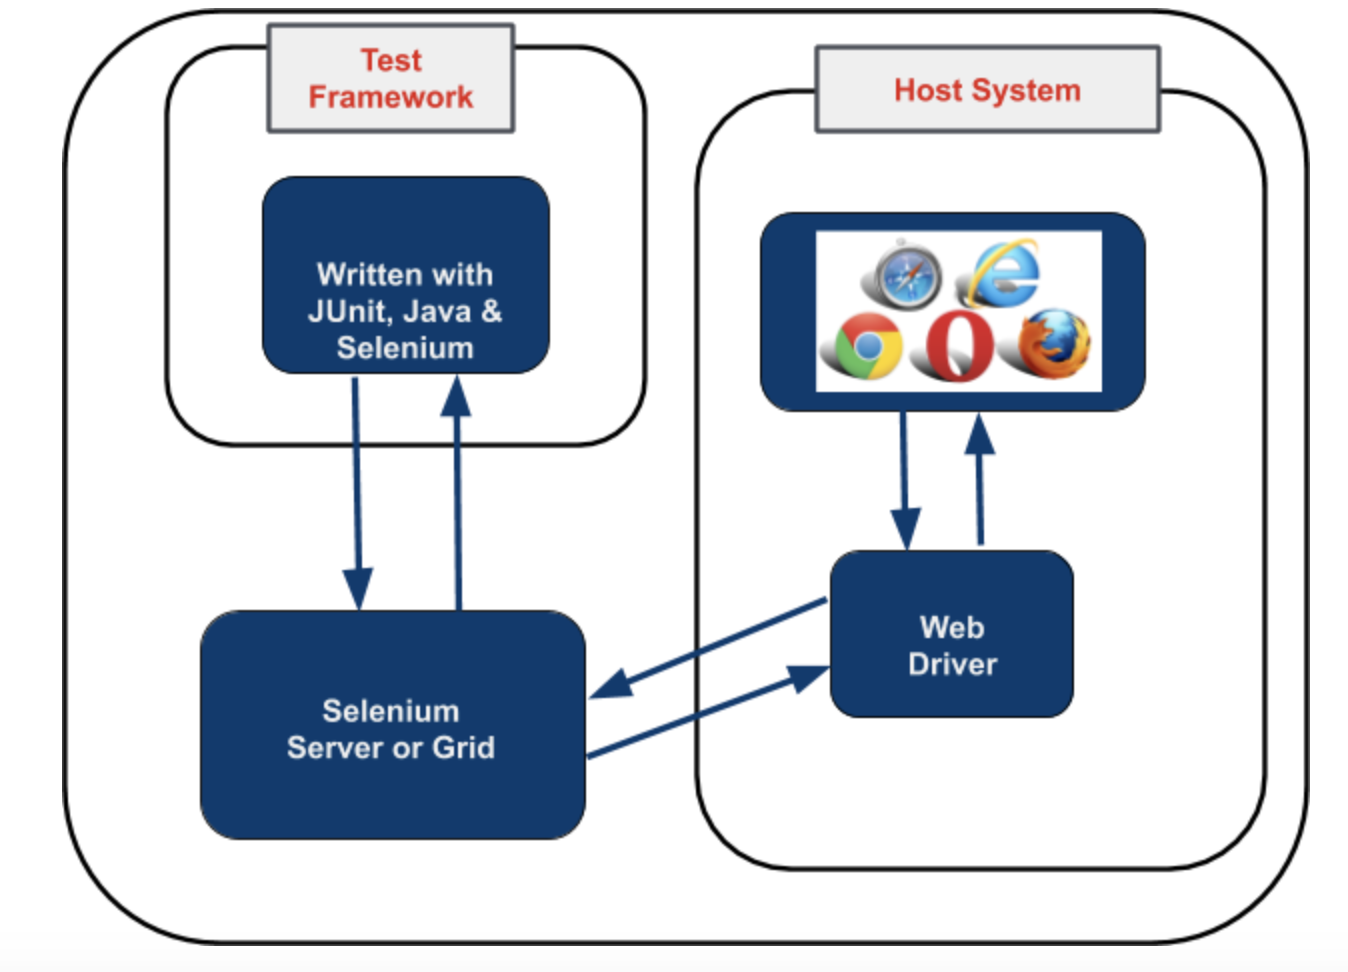 Test
Framework
Host System
Written with
JUnit, Java &
Selenium
Web
Driver
Selenium
Server or Grid